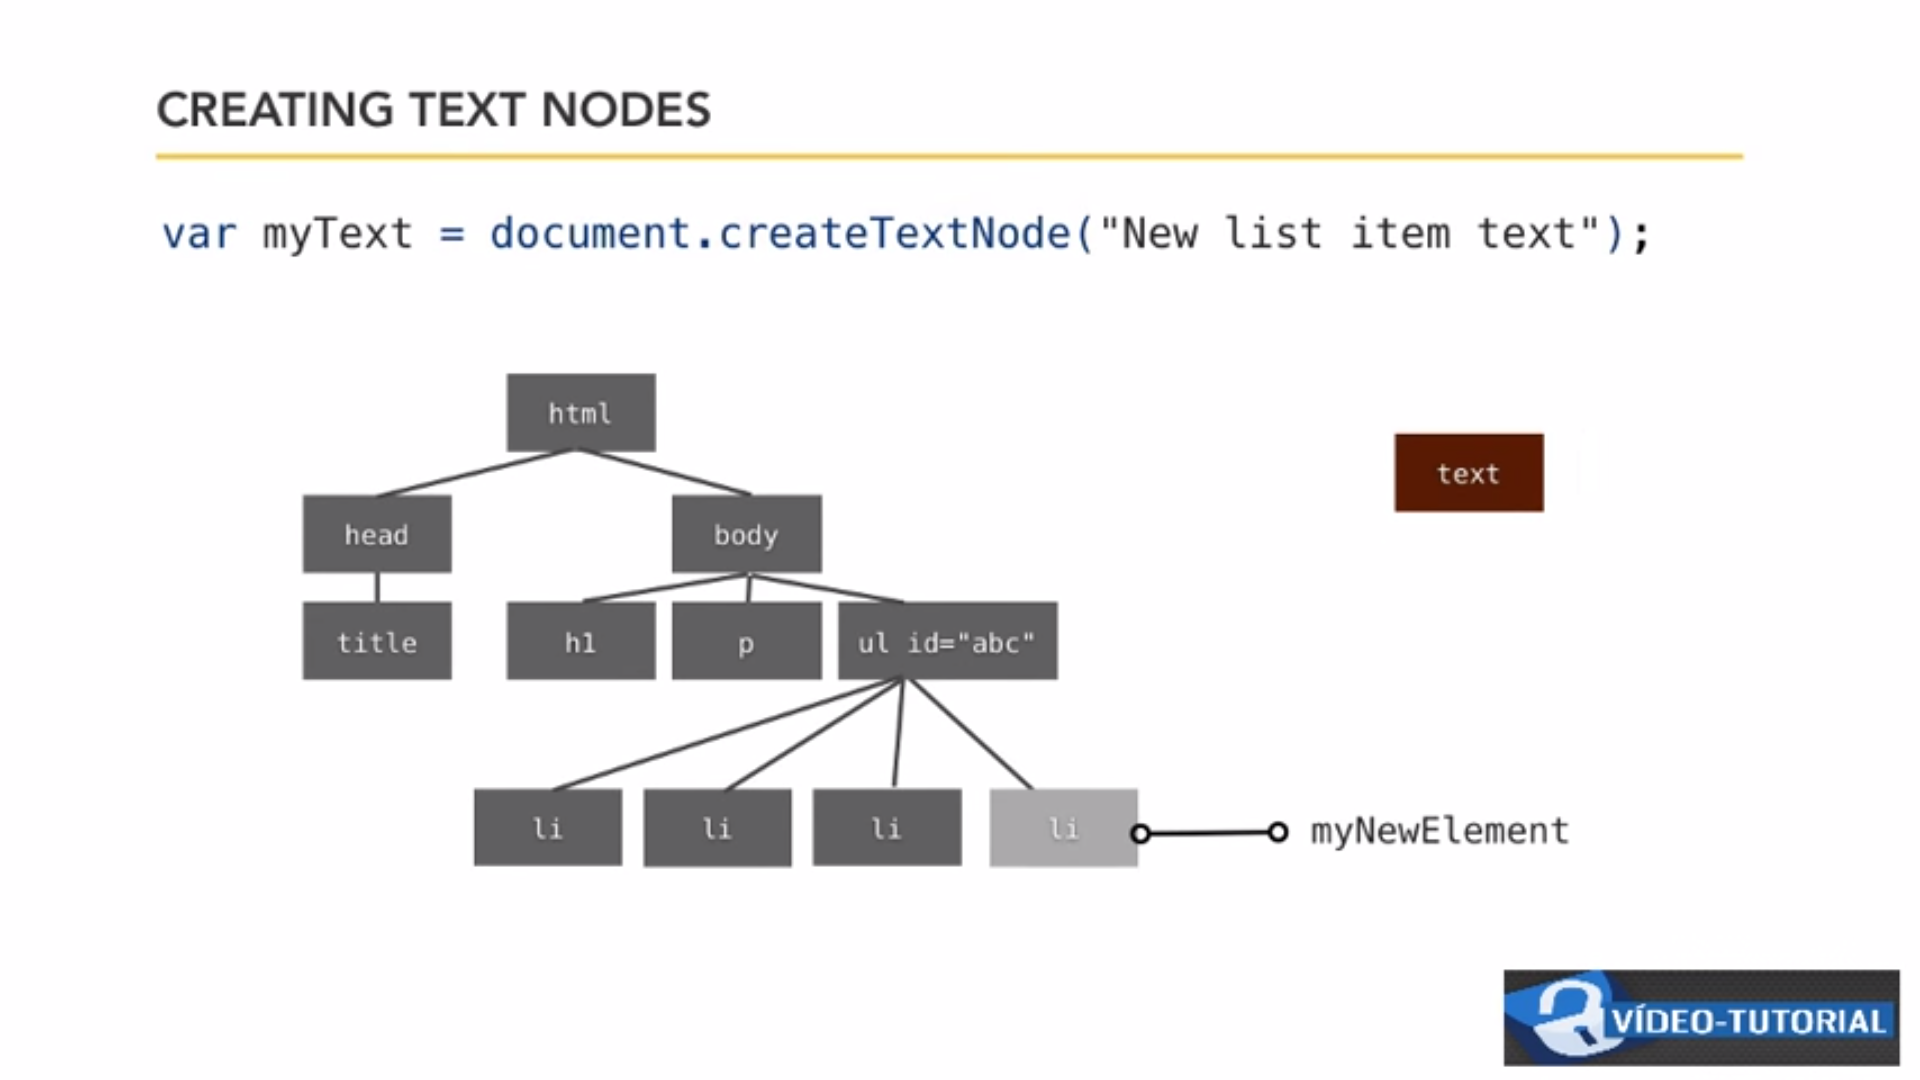 CREATING TEXT NODES
var myText = document.createTextNode("New list item text");
html
text
head
body
title
h1
p
ul id="abc"
li
li
li
li
myNewElement
VÍDEO-TUTORIAL